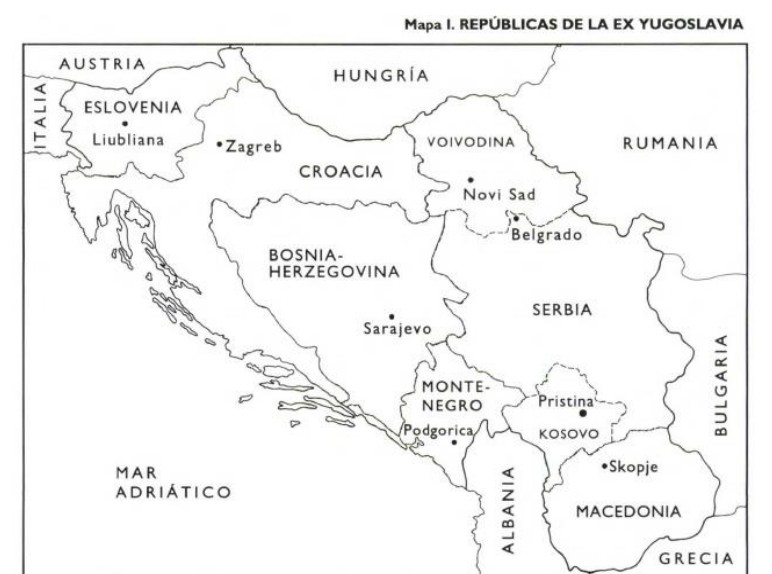 Mapa I. REPÚBLICAS DE LA EX YUGOSLAVIA
AUSTRIA
HUNGRÍA
ITALIA
ESLOVENIA
Liubliana
Zagreb
CROACIA
VOIVODINA
Novi Sad
RUMANIA
Belgrado
BOSNIA-
HERZEGOVINA
Sarajevo
SERBIA
BULGARIA
MONTE-
NEGRO
Podgorica
Pristina
KOSOVO
MAR
ADRIÁTICO
ALBANIA
Skopje
MACEDONIA
GRECIA